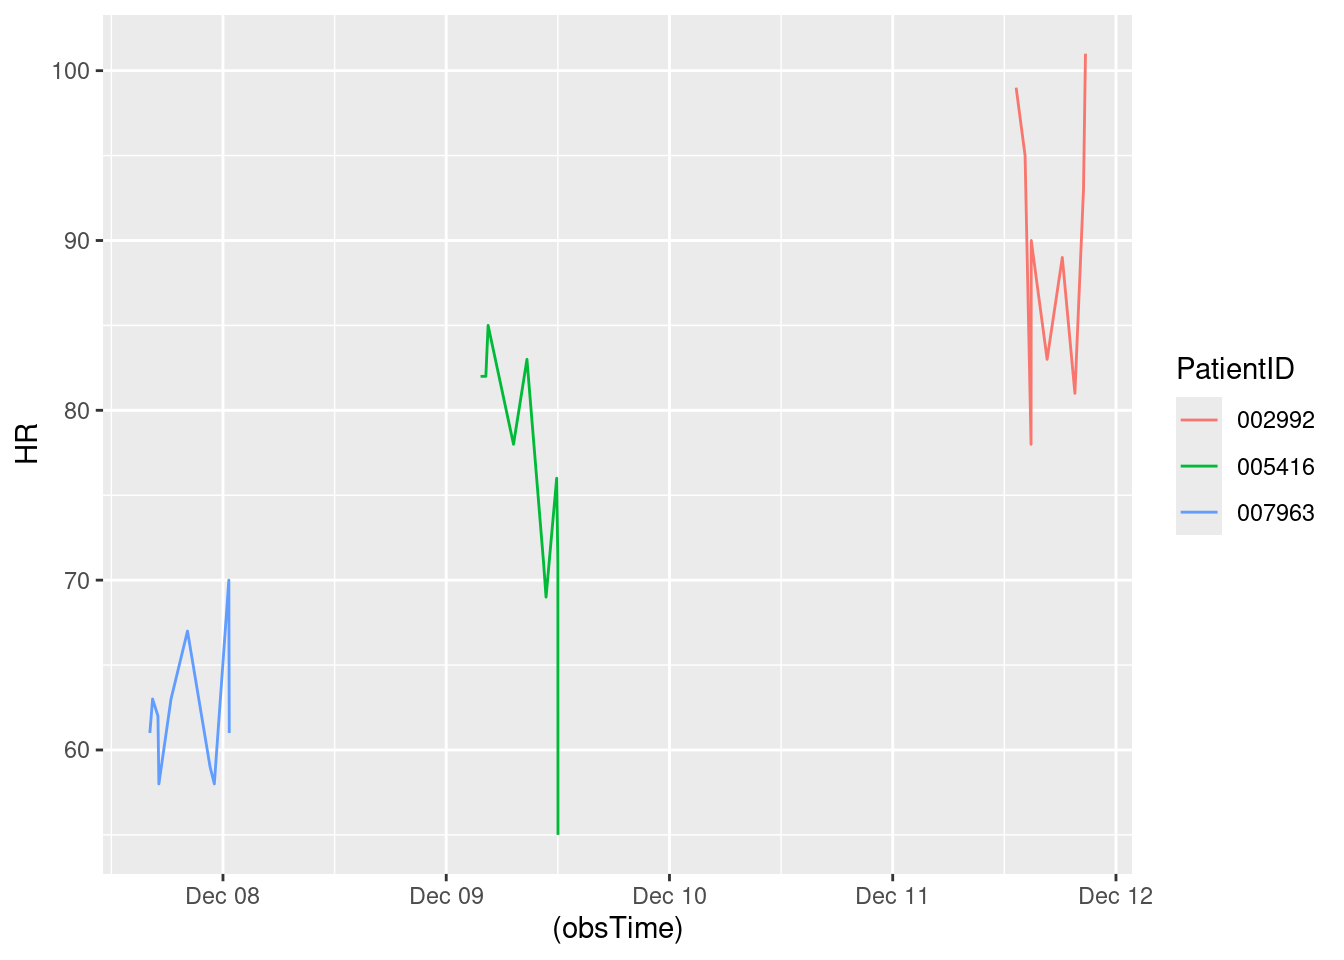 100
90
80
70
60
HR
Dec 08
Dec 09
Dec 10
Dec 11
Dec 12
(obsTime)
PatientID
002992
005416
007963